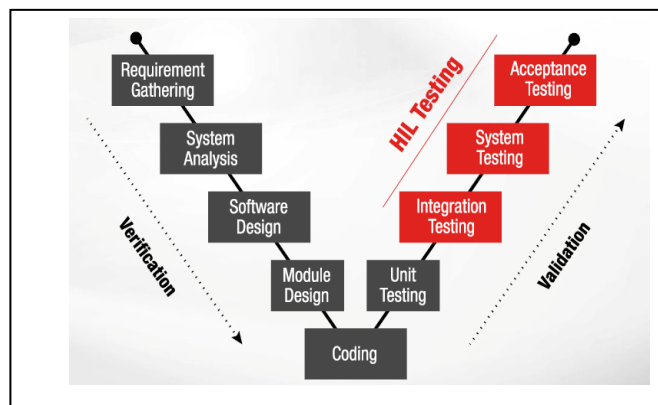 Requirement
Gathering
System
Analysis
Software
Design
Module
Design
Coding
Unit
Testing
Integration
Testing
System
Testing
Acceptance
Testing
HIL Testing
Verification
Validation